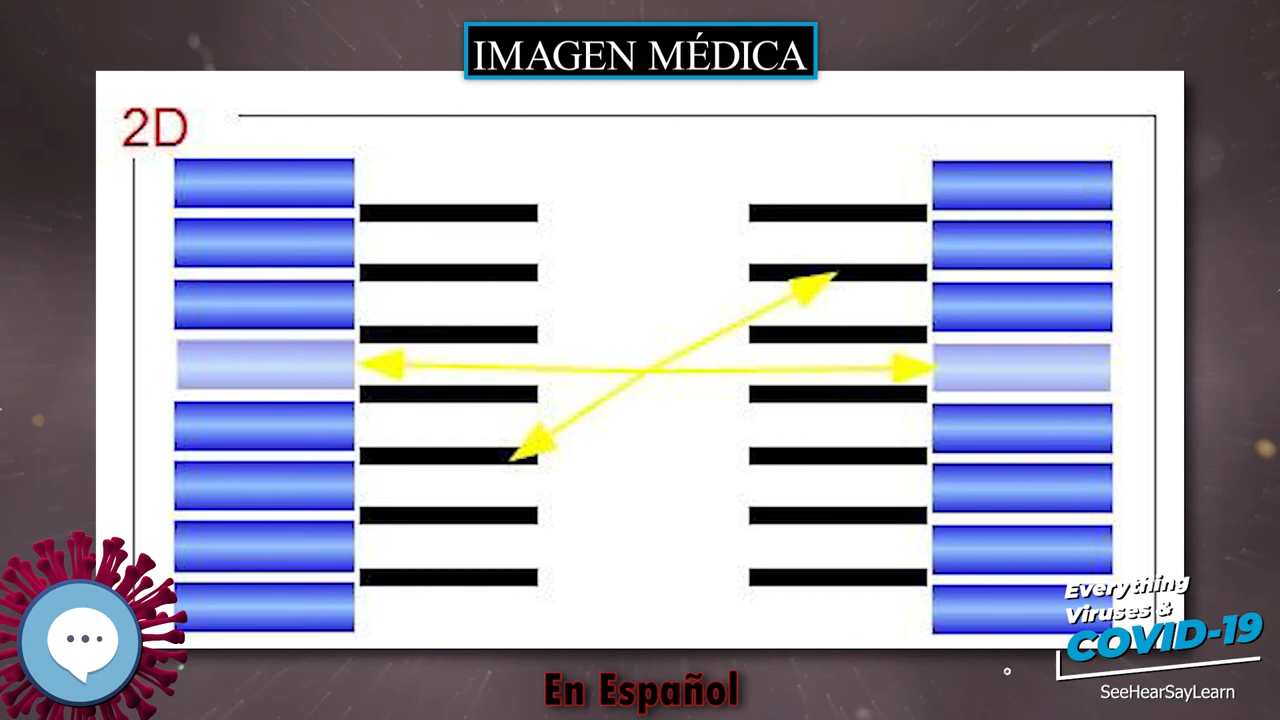 IMAGEN MÉDICA
2D
Everything
Viruses &
COVID-19
SeeHearSayLearn
En Español